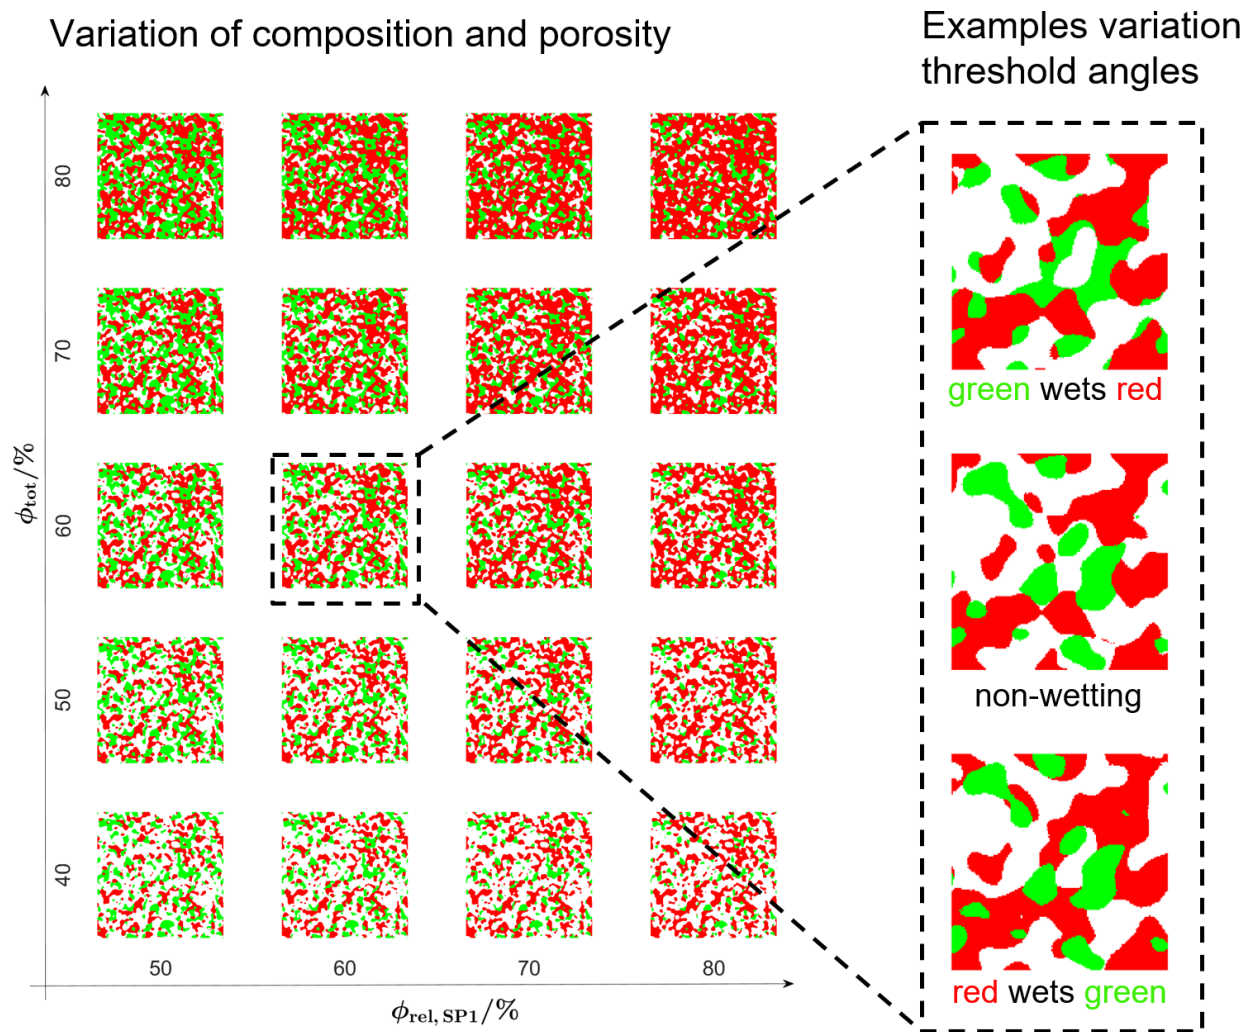 Variation of composition and porosity
Examples variation
threshold angles
80
70
60
50
40
ϕtot/%
50
60
70
80
ϕrel, SP1/%
green wets red
non-wetting
red wets green